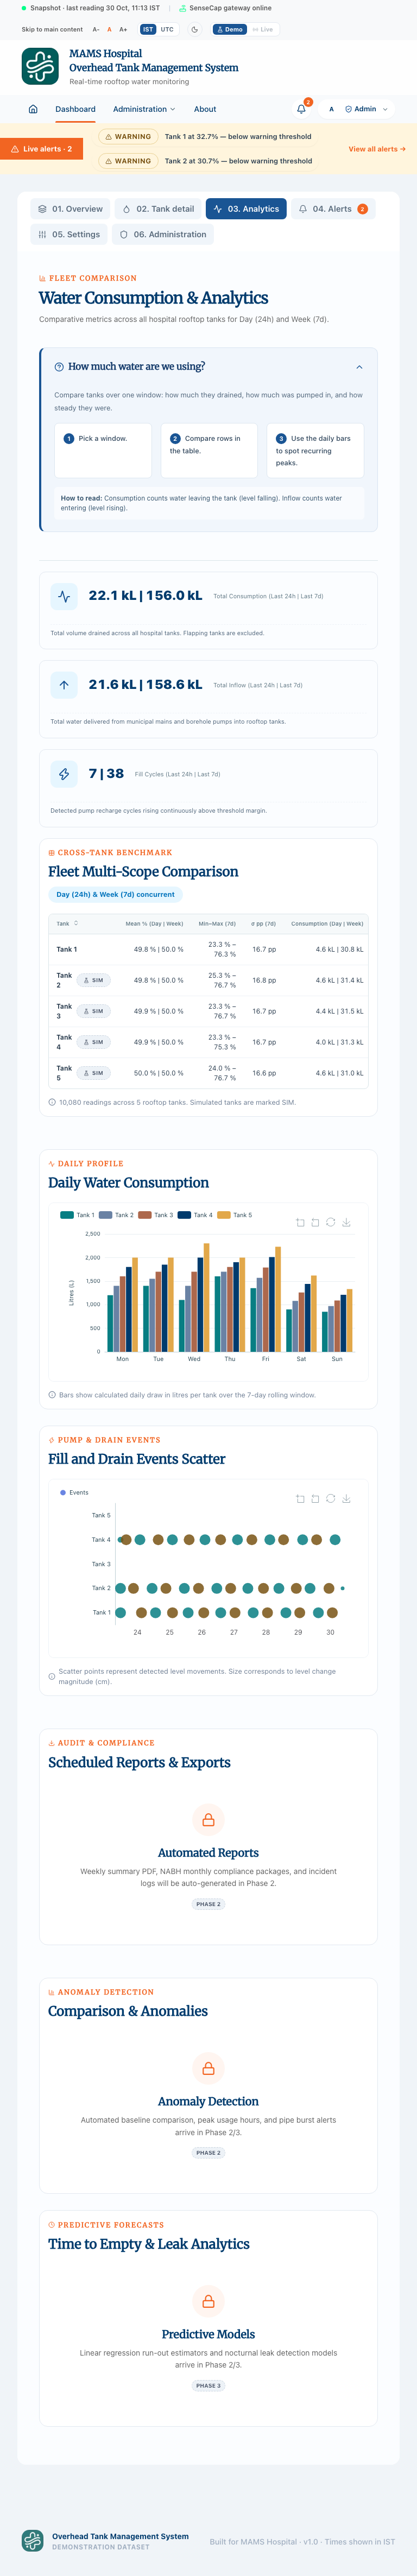 Snapshot · last reading 30 Oct, 11:13 IST | SenseCap gateway online
Skip to main content A- A A+ IST UTC Demo Live
MAMS Hospital
Overhead Tank Management System
Real-time rooftop water monitoring
Dashboard Administration About 2 A Admin
Live alerts · 2
WARNING Tank 1 at 32.7% — below warning threshold
WARNING Tank 2 at 30.7% — below warning threshold
View all alerts →
01. Overview 02. Tank detail 03. Analytics 04. Alerts 2
05. Settings 06. Administration
FLEET COMPARISON
Water Consumption & Analytics
Comparative metrics across all hospital rooftop tanks for Day (24h) and Week (7d).
How much water are we using?
Compare tanks over one window: how much they drained, how much was pumped in, and how
steady they were.
1 Pick a window.
2 Compare rows in
the table.
3 Use the daily bars
to spot recurring
peaks.
How to read: Consumption counts water leaving the tank (level falling). Inflow counts water
entering (level rising).
22.1 kL | 156.0 kL Total Consumption (Last 24h | Last 7d)
Total volume drained across all hospital tanks. Flapping tanks are excluded.
21.6 kL | 158.6 kL Total Inflow (Last 24h | Last 7d)
Total water delivered from municipal mains and borehole pumps into rooftop tanks.
7 | 38 Fill Cycles (Last 24h | Last 7d)
Detected pump recharge cycles rising continuously above threshold margin.
CROSS-TANK BENCHMARK
Fleet Multi-Scope Comparison
Day (24h) & Week (7d) concurrent
Tank Mean % (Day | Week) Min–Max (7d) σ pp (7d) Consumption (Day | Week)
Tank 1 49.8 % | 50.0 % 23.3 % – 76.3 % 16.7 pp 4.6 kL | 30.8 kL
Tank 2 SIM 49.8 % | 50.0 % 25.3 % – 76.7 % 16.8 pp 4.6 kL | 31.4 kL
Tank 3 SIM 49.9 % | 50.0 % 23.3 % – 76.7 % 16.7 pp 4.4 kL | 31.5 kL
Tank 4 SIM 49.9 % | 50.0 % 23.3 % – 75.3 % 16.7 pp 4.0 kL | 31.3 kL
Tank 5 SIM 50.0 % | 50.0 % 24.0 % – 76.7 % 16.6 pp 4.6 kL | 31.0 kL
10,080 readings across 5 rooftop tanks. Simulated tanks are marked SIM.
DAILY PROFILE
Daily Water Consumption
Tank 1 Tank 2 Tank 3 Tank 4 Tank 5
Litres (L)
2,500
2,000
1,500
1,000
500
0
Mon Tue Wed Thu Fri Sat Sun
Bars show calculated daily draw in litres per tank over the 7-day rolling window.
PUMP & DRAIN EVENTS
Fill and Drain Events Scatter
Events
Tank 5
Tank 4
Tank 3
Tank 2
Tank 1
24 25 26 27 28 29 30
Scatter points represent detected level movements. Size corresponds to level change
magnitude (cm).
AUDIT & COMPLIANCE
Scheduled Reports & Exports
Automated Reports
Weekly summary PDF, NABH monthly compliance packages, and incident
logs will be auto-generated in Phase 2.
PHASE 2
ANOMALY DETECTION
Comparison & Anomalies
Anomaly Detection
Automated baseline comparison, peak usage hours, and pipe burst alerts
arrive in Phase 2/3.
PHASE 2
PREDICTIVE FORECASTS
Time to Empty & Leak Analytics
Predictive Models
Linear regression run-out estimators and nocturnal leak detection models
arrive in Phase 2/3.
PHASE 3
Overhead Tank Management System
DEMONSTRATION DATASET
Built for MAMS Hospital · v1.0 · Times shown in IST